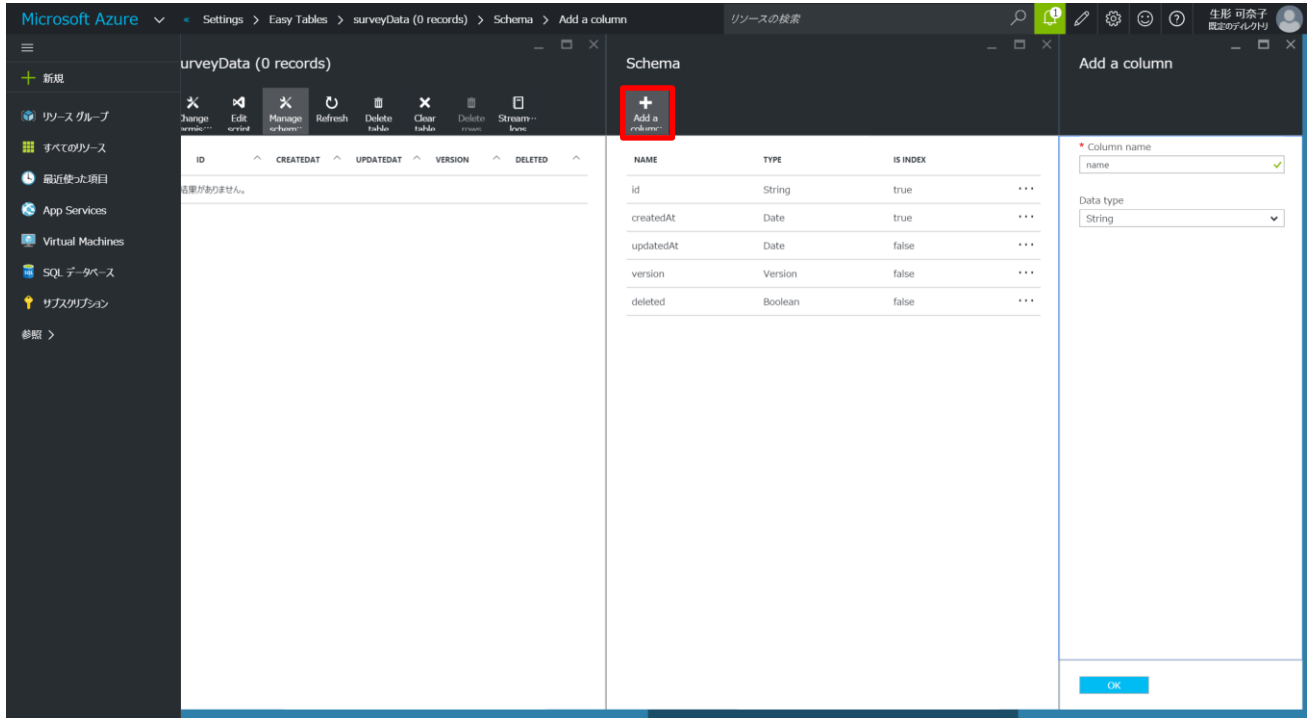 Microsoft Azure
« Settings > Easy Tables > surveyData (0 records) > Schema > Add a column
リソースの検索
1
生形 可奈子
既定のディレクトリ
新規
リソース グループ
すべてのリソース
最近使った項目
App Services
Virtual Machines
SQL データベース
サブスクリプション
参照 >
urveyData (0 records)
Edit script
Manage schem···
Refresh
Delete table
Clear table
Delete rows
Stream··· logs
ID CREATEDAT UPDATEDAT VERSION DELETED
結果がありません。
Schema
Add a colum···
NAME TYPE IS INDEX
id String true ···
createdAt Date true ···
updatedAt Date false ···
version Version false ···
deleted Boolean false ···
Add a column
* Column name
name
Data type
String
OK